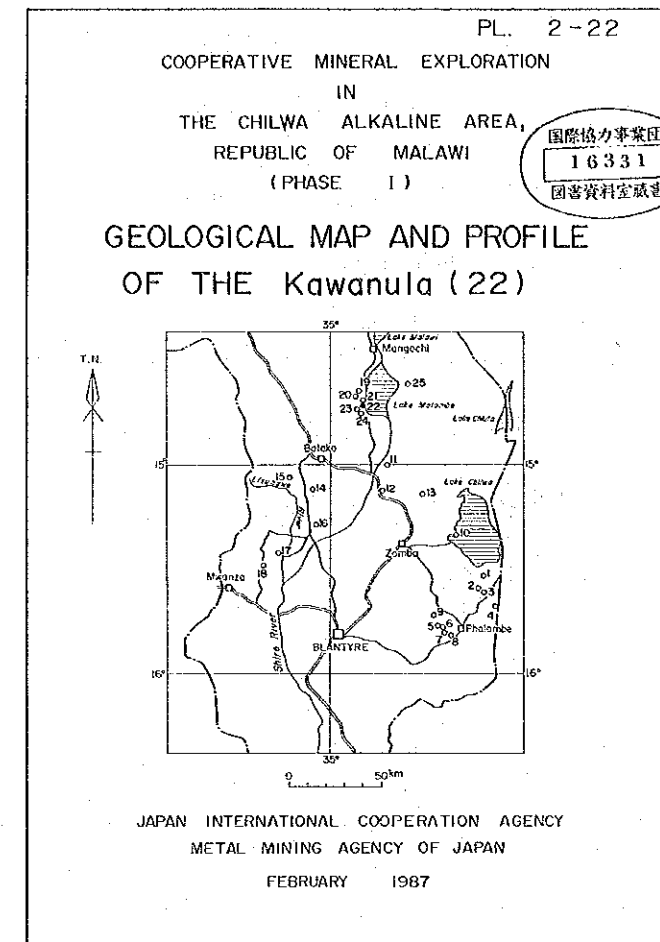 PL. 2-22
COOPERATIVE MINERAL EXPLORATION
IN
THE CHILWA ALKALINE AREA,
REPUBLIC OF MALAWI
(PHASE I)
国際協力事業団
16331
図書資料室蔵書
GEOLOGICAL MAP AND PROFILE
OF THE Kawanula (22)
T.N.
35°
Lake Malawi
Mangochi
19
25
20
21
22
Lake Malombe
23
24
Lake Chiuta
Balaka
11
15°
15°
15
Lisungwe
14
12
13
Lake Chilwa
River
16
10
Zomba
17
18
1
Mwanza
2
3
4
9
5
6
Phalombe
7
8
BLANTYRE
Shire River
16°
16°
35°
0 50km
JAPAN INTERNATIONAL COOPERATION AGENCY
METAL MINING AGENCY OF JAPAN
FEBRUARY 1987